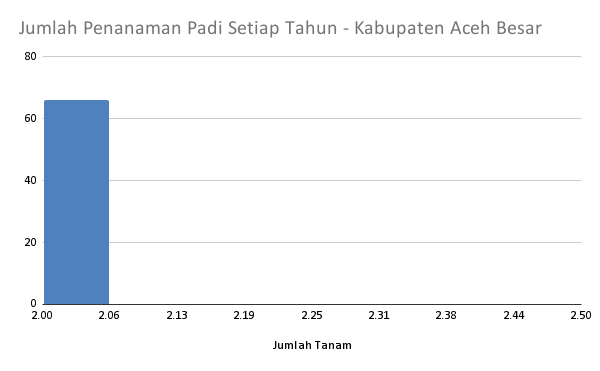 Jumlah Penanaman Padi Setiap Tahun - Kabupaten Aceh Besar
80
60
40
20
0
2.00 2.06 2.13 2.19 2.25 2.31 2.38 2.44 2.50
Jumlah Tanam